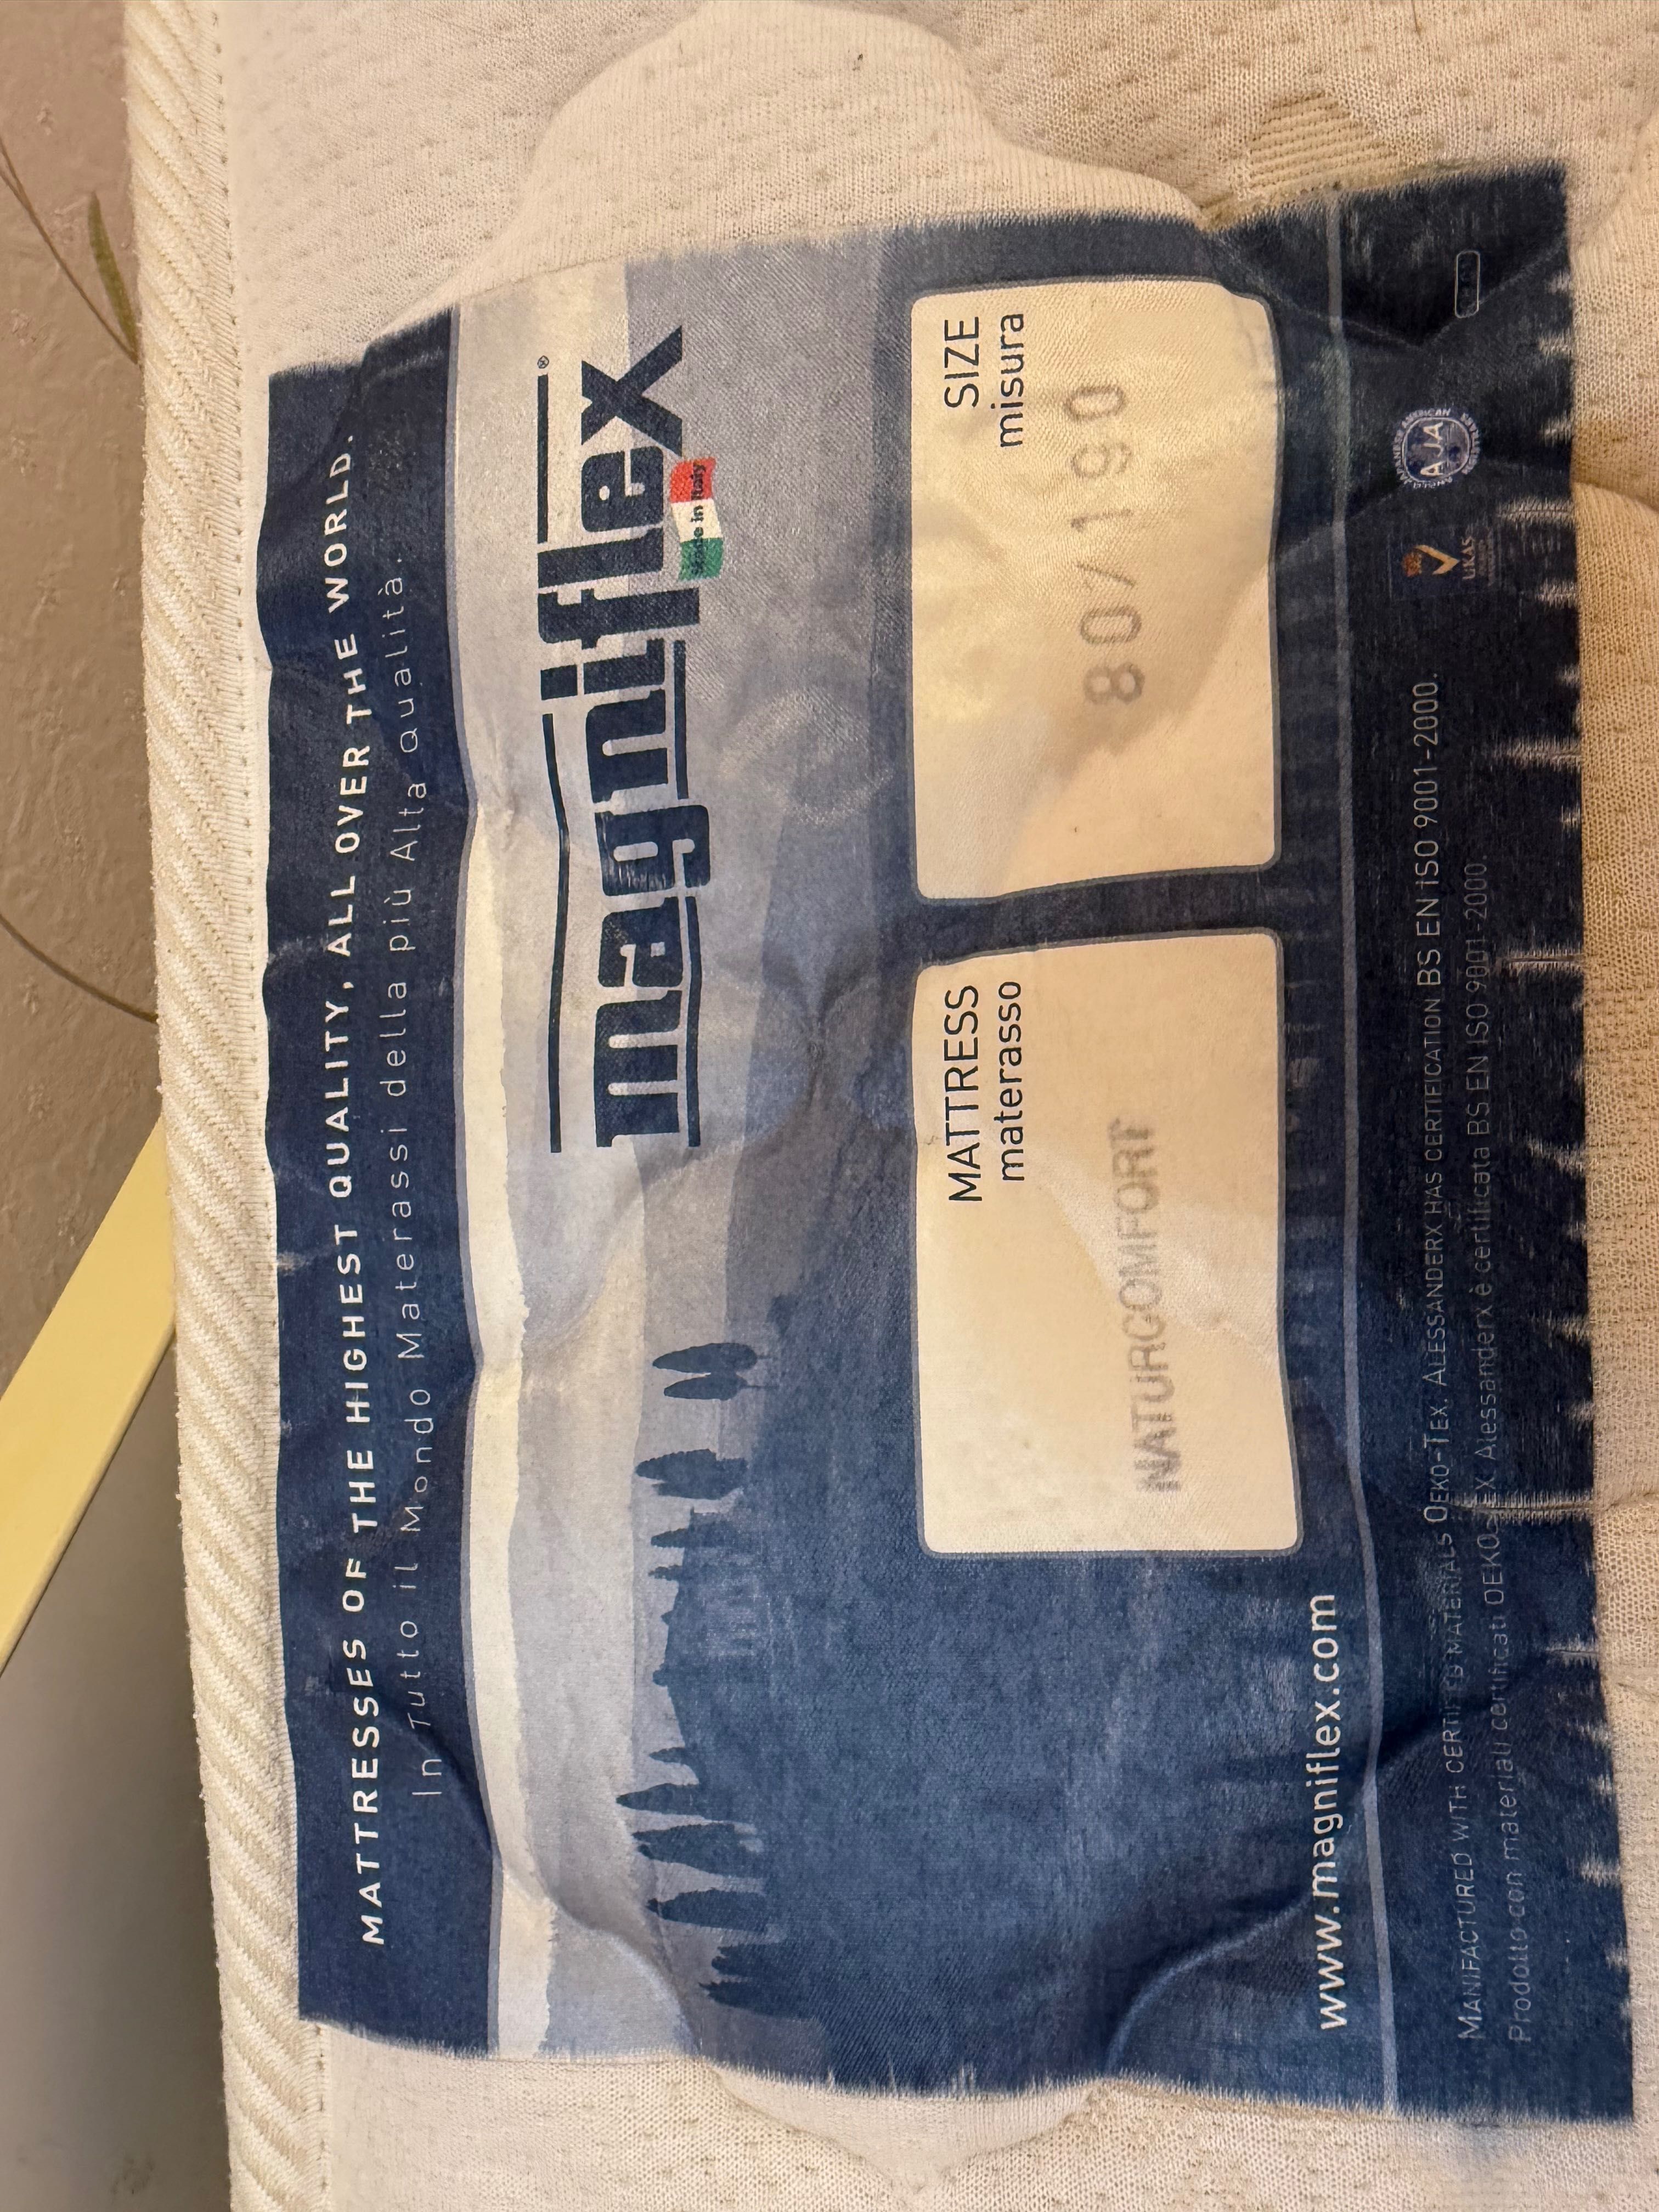 MATTRESSES OF THE HIGHEST QUALITY, ALL OVER THE WORLD.
In Tutto il Mondo Materassi della più Alta qualità.
magniflex®
Made in Italy
MATTRESS
materasso
NATURCOMFORT
SIZE
misura
80/190
www.magniflex.com
MANIFACTURED WITH CERTIFIED MATERIALS OEKO-TEX. ALESSANDERX HAS CERTIFICATION BS EN ISO 9001-2000.
Prodotto con materiali certificati OEKO-TEX. Alessanderx è certificata BS EN ISO 9001-2000.
UKAS
AJA